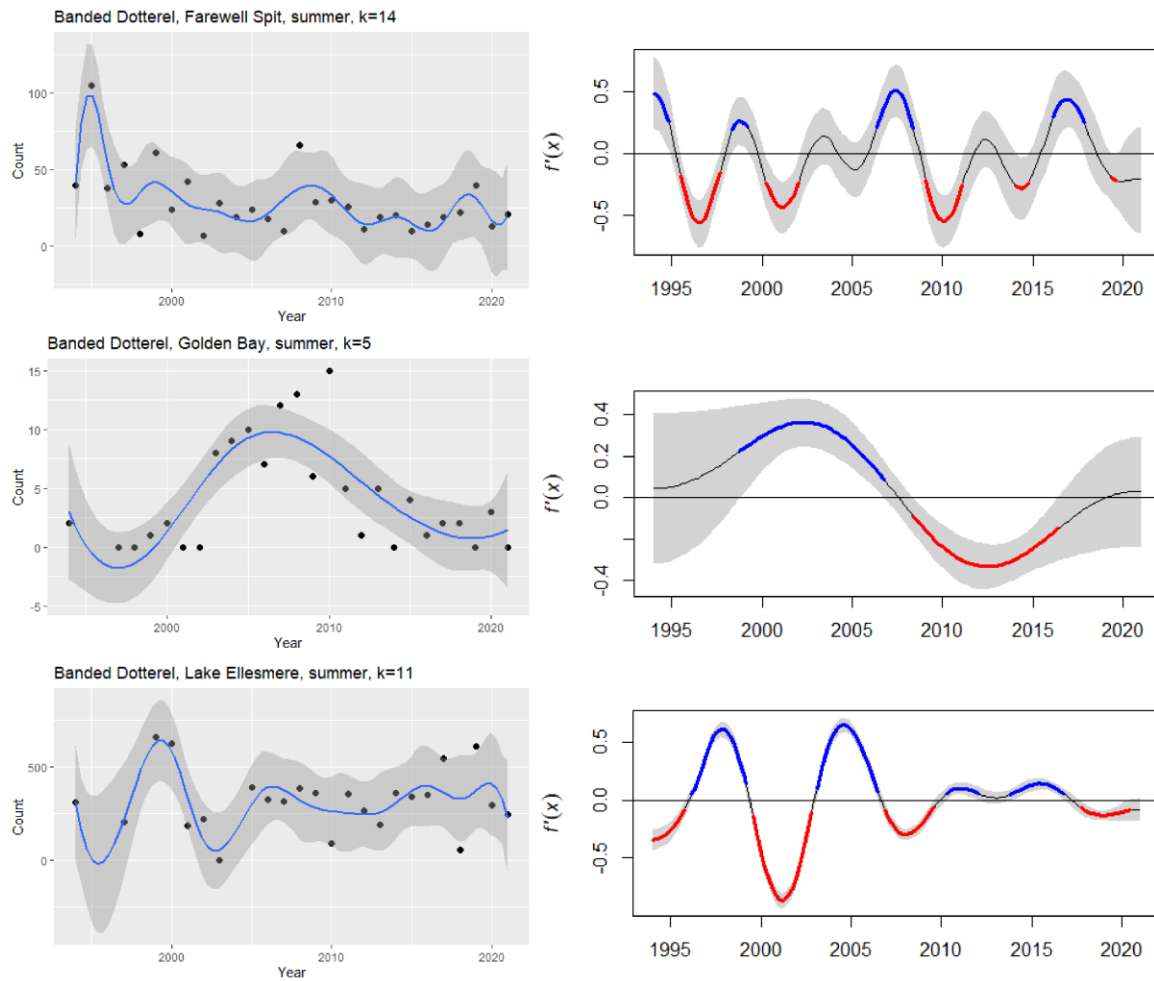 Banded Dotterel, Farewell Spit, summer, k=14
100
50
0
Count
2000 2010 2020
Year
0.5
0.0
-0.5
f'(x)
1995 2000 2005 2010 2015 2020
Banded Dotterel, Golden Bay, summer, k=5
15
10
5
0
-5
Count
2000 2010 2020
Year
0.4
0.2
0.0
-0.4
f'(x)
1995 2000 2005 2010 2015 2020
Banded Dotterel, Lake Ellesmere, summer, k=11
500
0
Count
2000 2010 2020
Year
0.5
0.0
-0.5
f'(x)
1995 2000 2005 2010 2015 2020